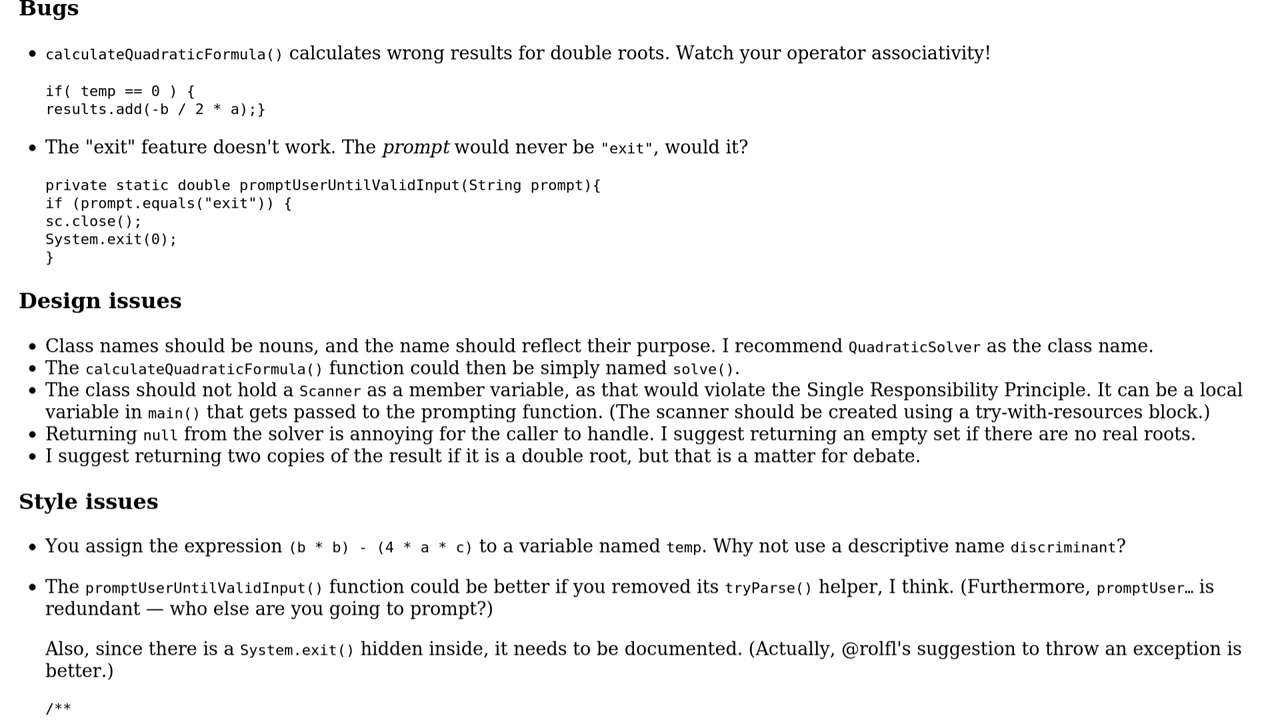 Bugs
• calculateQuadraticFormula() calculates wrong results for double roots. Watch your operator associativity!
if( temp == 0 ) {
results.add(-b / 2 * a);}
• The "exit" feature doesn't work. The prompt would never be "exit", would it?
private static double promptUserUntilValidInput(String prompt){
if (prompt.equals("exit")) {
sc.close();
System.exit(0);
}
Design issues
• Class names should be nouns, and the name should reflect their purpose. I recommend QuadraticSolver as the class name.
• The calculateQuadraticFormula() function could then be simply named solve().
• The class should not hold a Scanner as a member variable, as that would violate the Single Responsibility Principle. It can be a local
variable in main() that gets passed to the prompting function. (The scanner should be created using a try-with-resources block.)
• Returning null from the solver is annoying for the caller to handle. I suggest returning an empty set if there are no real roots.
• I suggest returning two copies of the result if it is a double root, but that is a matter for debate.
Style issues
• You assign the expression (b * b) - (4 * a * c) to a variable named temp. Why not use a descriptive name discriminant?
• The promptUserUntilValidInput() function could be better if you removed its tryParse() helper, I think. (Furthermore, promptUser… is
redundant — who else are you going to prompt?)
Also, since there is a System.exit() hidden inside, it needs to be documented. (Actually, @rolfl's suggestion to throw an exception is
better.)
/**